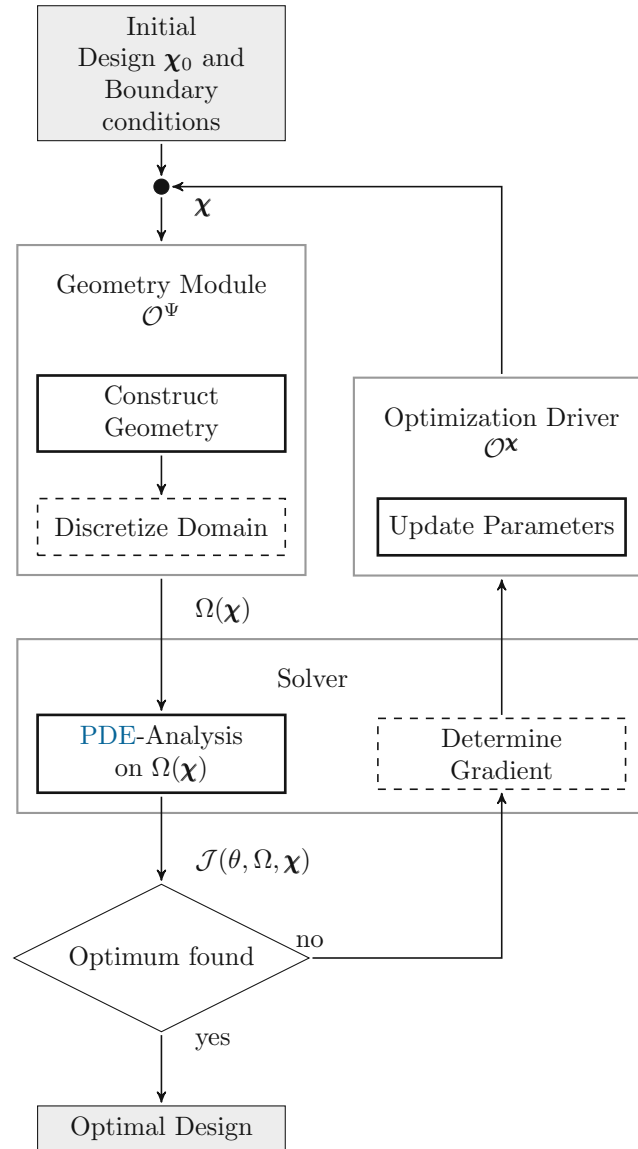 Initial
Design 𝝌₀ and
Boundary
conditions
𝝌
Geometry Module
𝒪^Ψ
Construct
Geometry
Discretize Domain
Optimization Driver
𝒪^𝝌
Update Parameters
Ω(𝝌)
Solver
PDE-Analysis
on Ω(𝝌)
Determine
Gradient
𝒥(θ, Ω, 𝝌)
Optimum found
no
yes
Optimal Design